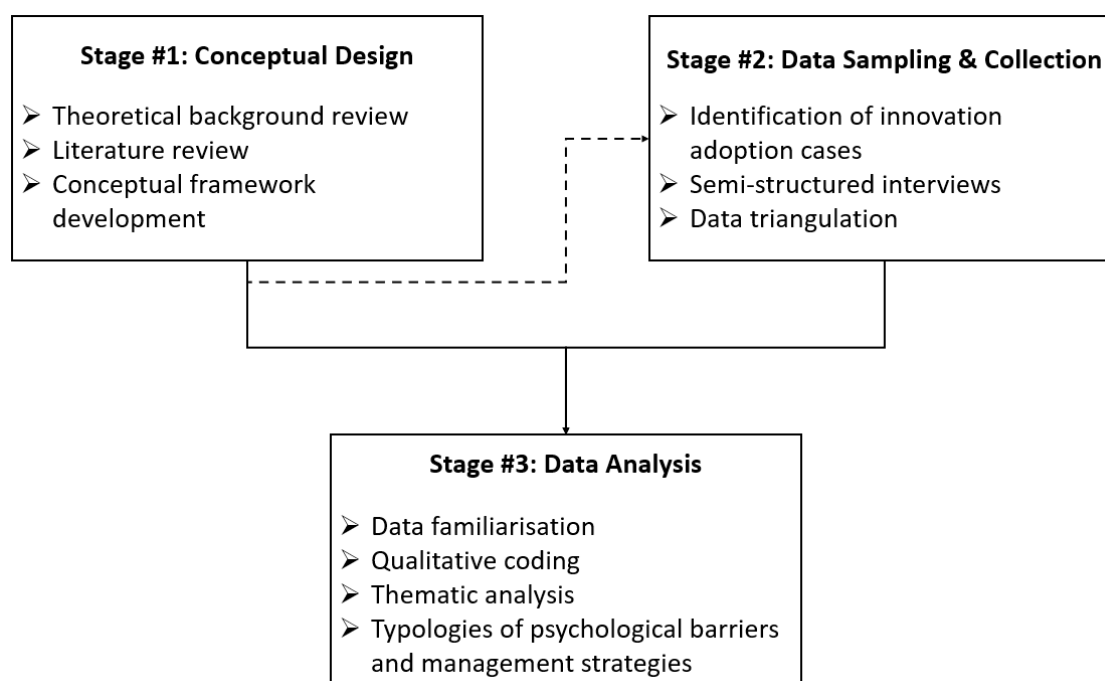 Stage #1: Conceptual Design
➢ Theoretical background review
➢ Literature review
➢ Conceptual framework
development
Stage #2: Data Sampling & Collection
➢ Identification of innovation
adoption cases
➢ Semi-structured interviews
➢ Data triangulation
Stage #3: Data Analysis
➢ Data familiarisation
➢ Qualitative coding
➢ Thematic analysis
➢ Typologies of psychological barriers
and management strategies